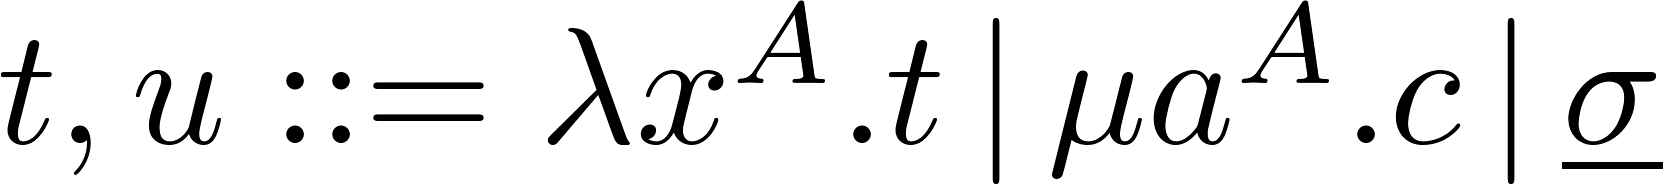 t, u ::= λx^A.t | μa^A.c | σ̲